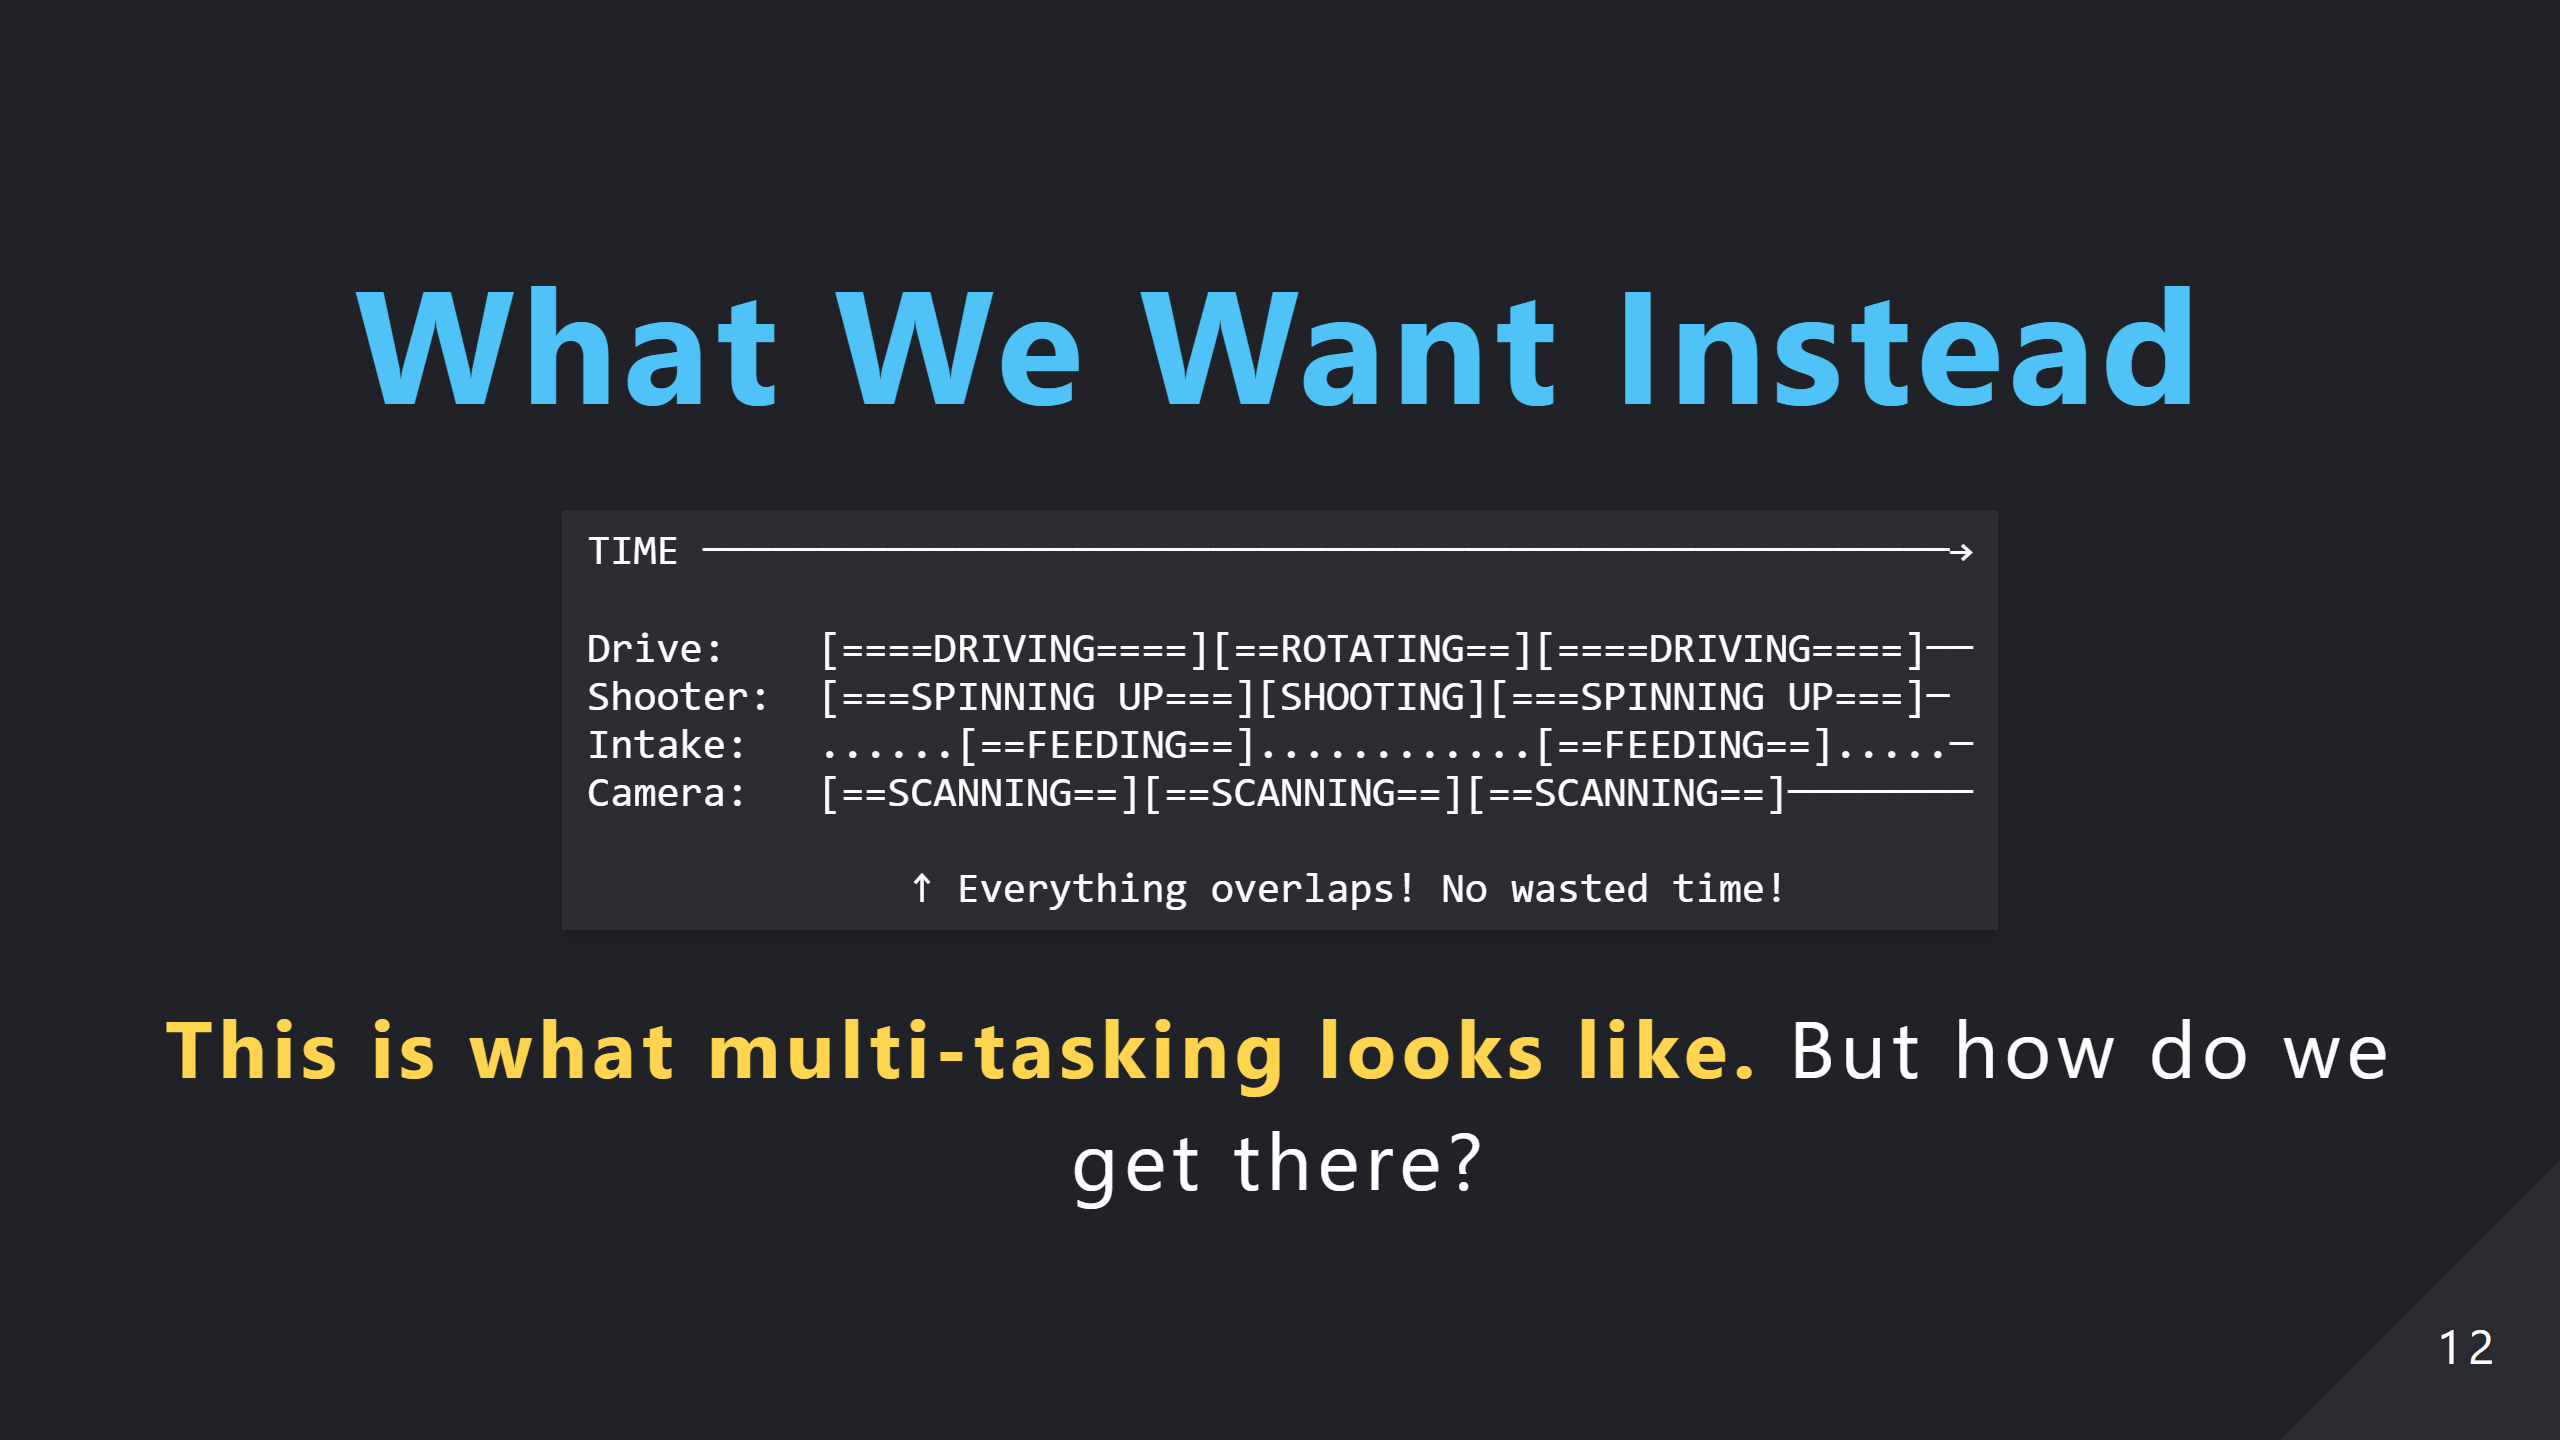 What We Want Instead
TIME ──────────────────────────────────────────────────────→
Drive:    [====DRIVING====][==ROTATING==][====DRIVING====]──
Shooter:  [===SPINNING UP===][SHOOTING][===SPINNING UP===]─
Intake:   ......[==FEEDING==]............[==FEEDING==].....─
Camera:   [==SCANNING==][==SCANNING==][==SCANNING==]────────
↑ Everything overlaps! No wasted time!
This is what multi-tasking looks like. But how do we
get there?
12